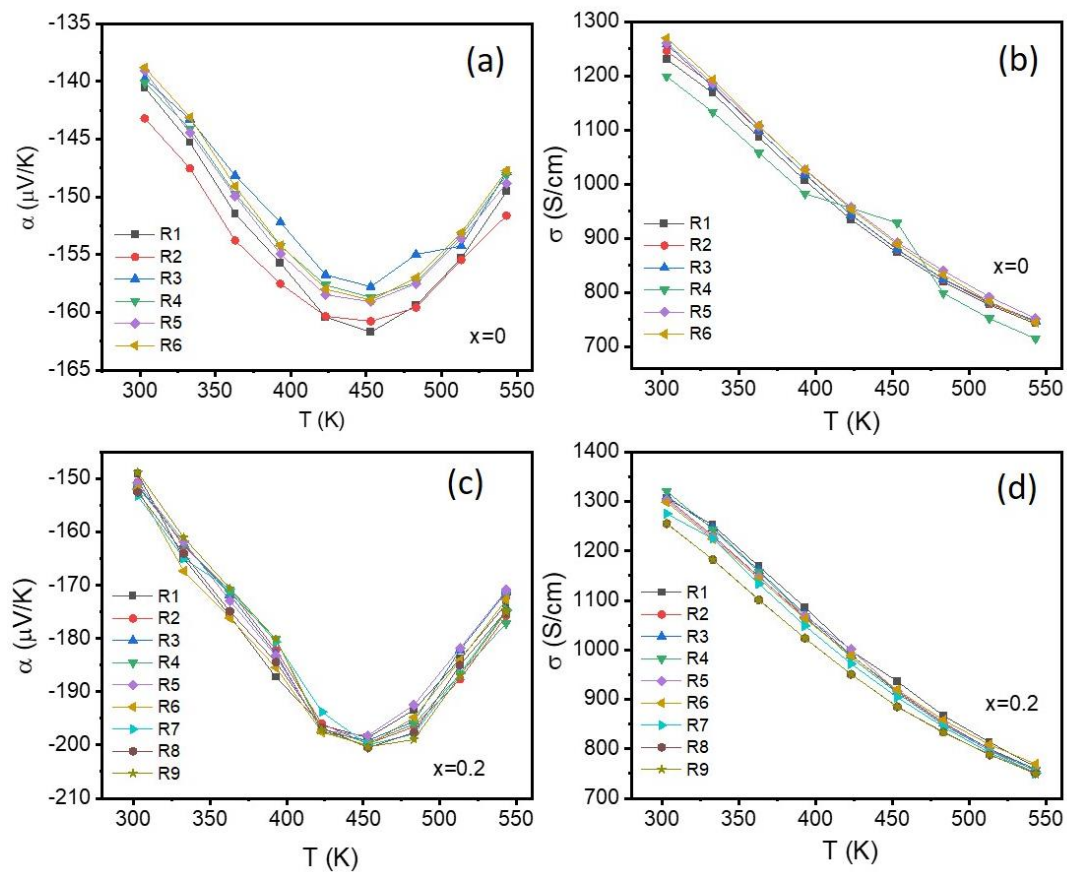 (a)
-135
-140
-145
-150
-155
-160
-165
α (μV/K)
R1
R2
R3
R4
R5
R6
x=0
300 350 400 450 500 550
T (K)
(b)
1300
1200
1100
1000
900
800
700
σ (S/cm)
R1
R2
R3
R4
R5
R6
x=0
300 350 400 450 500 550
T (K)
(c)
-150
-160
-170
-180
-190
-200
-210
α (μV/K)
R1
R2
R3
R4
R5
R6
R7
R8
R9
x=0.2
300 350 400 450 500 550
T (K)
(d)
1400
1300
1200
1100
1000
900
800
700
σ (S/cm)
R1
R2
R3
R4
R5
R6
R7
R8
R9
x=0.2
300 350 400 450 500 550
T (K)